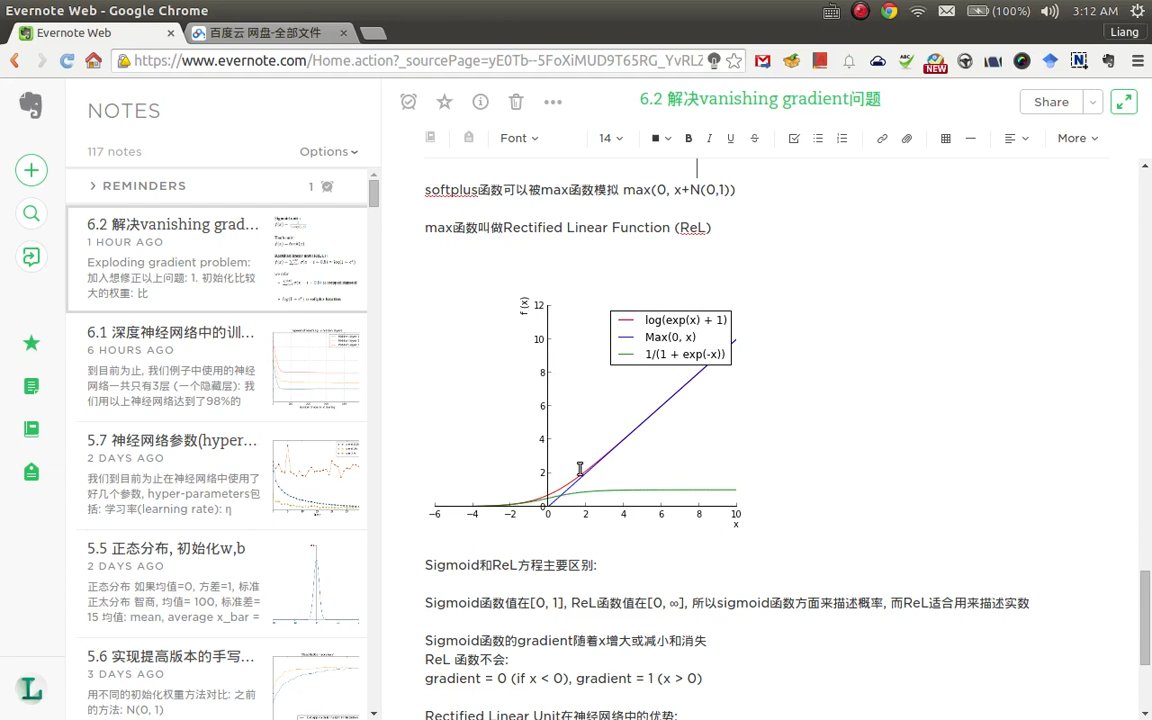 Evernote Web - Google Chrome
(100%)
3:12 AM
Evernote Web
百度云 网盘-全部文件
Liang
https://www.evernote.com/Home.action?_sourcePage=yE0Tb--5FoXiMUD9T65RG_YvRLZ
NEW
NOTES
117 notes
Options
REMINDERS
1
6.2 解决vanishing grad...
1 HOUR AGO
Exploding gradient problem:
加入想修正以上问题: 1. 初始化比较
大的权重: 比
6.1 深度神经网络中的训...
6 HOURS AGO
到目前为止, 我们例子中使用的神经
网络一共只有3层 (一个隐藏层): 我
们用以上神经网络达到了98%的
5.7 神经网络参数(hyper...
2 DAYS AGO
我们到目前为止在神经网络中使用了
好几个参数, hyper-parameters包
括: 学习率(learning rate): η
5.5 正态分布, 初始化w,b
2 DAYS AGO
正态分布 如果均值=0, 方差=1, 标准
正太分布 智商, 均值= 100, 标准差=
15 均值: mean, average x_bar =
5.6 实现提高版本的手写...
3 DAYS AGO
用不同的初始化权重方法对比: 之前
的方法: N(0, 1)
6.2 解决vanishing gradient问题
Share
Font
14
B
I
U
More
softplus函数可以被max函数模拟 max(0, x+N(0,1))
max函数叫做Rectified Linear Function (ReL)
f (x)
12
10
8
6
4
2
0
log(exp(x) + 1)
Max(0, x)
1/(1 + exp(-x))
−6
−4
−2
0
2
4
6
8
10
x
Sigmoid和ReL方程主要区别:
Sigmoid函数值在[0, 1], ReL函数值在[0, ∞], 所以sigmoid函数方面来描述概率, 而ReL适合用来描述实数
Sigmoid函数的gradient随着x增大或减小和消失
ReL 函数不会:
gradient = 0 (if x < 0), gradient = 1 (x > 0)
Rectified Linear Unit在神经网络中的优势: